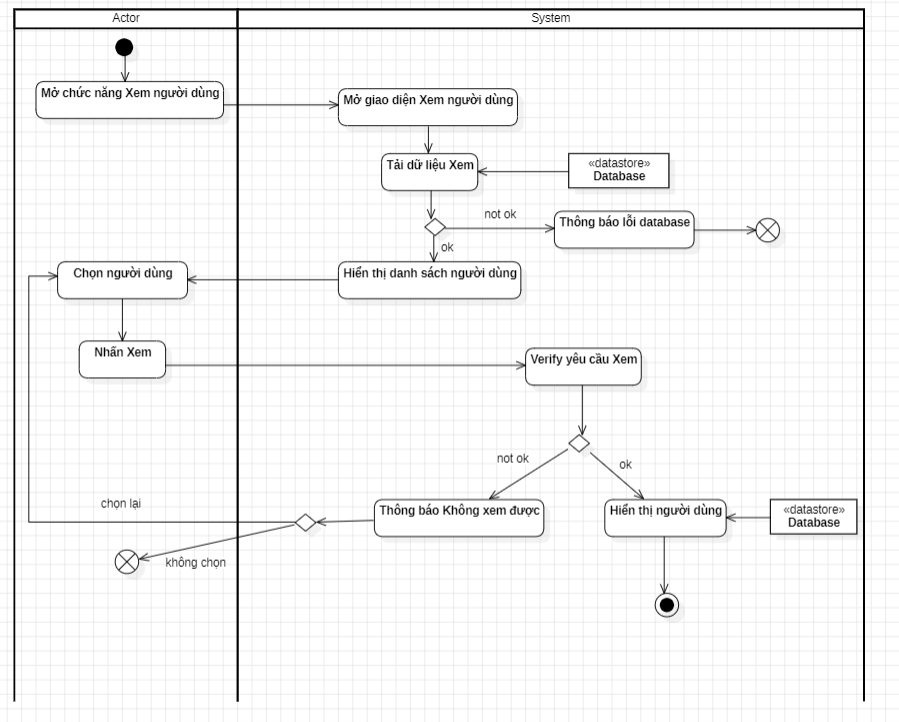 Actor
System
Mở chức năng Xem người dùng
Mở giao diện Xem người dùng
Tải dữ liệu Xem
«datastore»
Database
not ok
Thông báo lỗi database
ok
Chọn người dùng
Hiển thị danh sách người dùng
Nhấn Xem
Verify yêu cầu Xem
not ok
ok
chọn lại
Thông báo Không xem được
Hiển thị người dùng
«datastore»
Database
không chọn